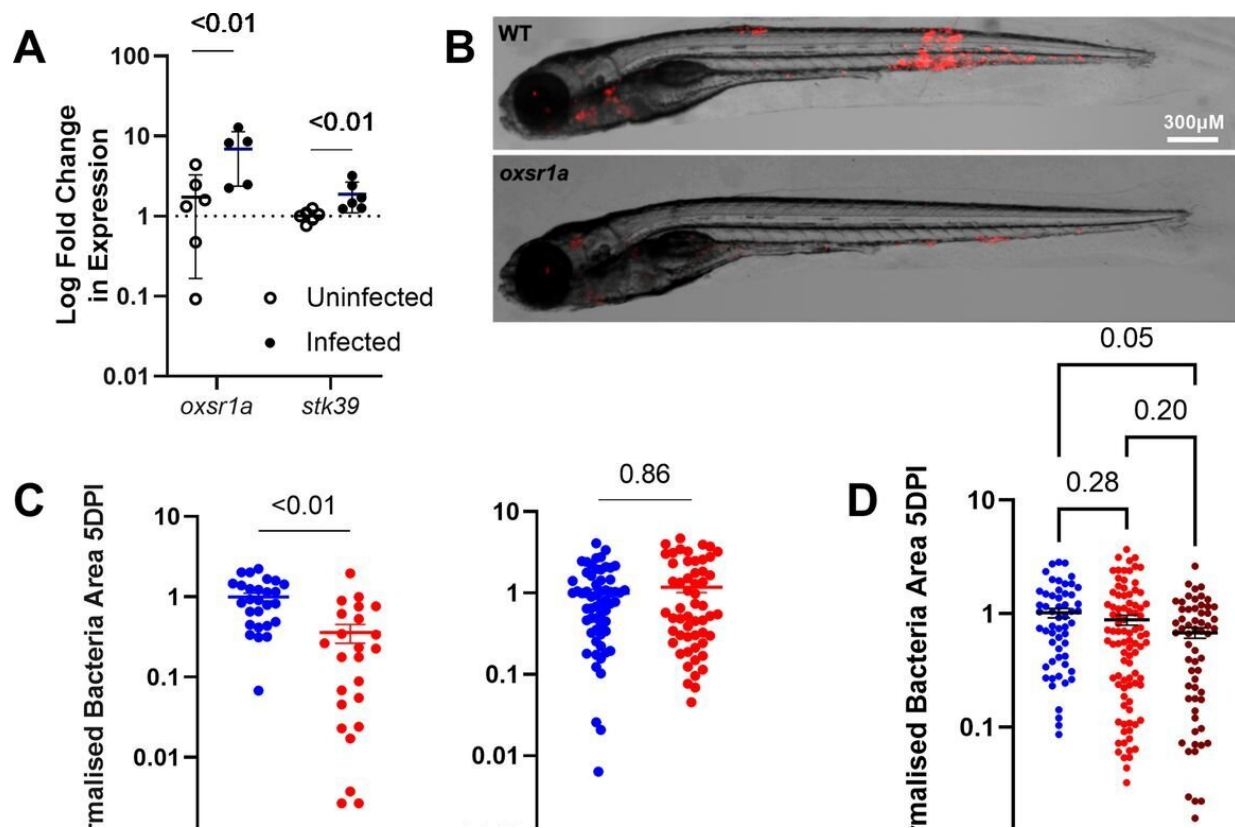 A
<0.01
<0.01
100
10
1
0.1
0.01
Log Fold Change
in Expression
Uninfected
Infected
oxsr1a
stk39
B
WT
300µM
oxsr1a
C
Bacteria Area 5DPI
<0.01
10
1
0.1
0.01
0.86
10
1
0.1
0.01
D
Bacteria Area 5DPI
0.05
0.20
0.28
10
1
0.1